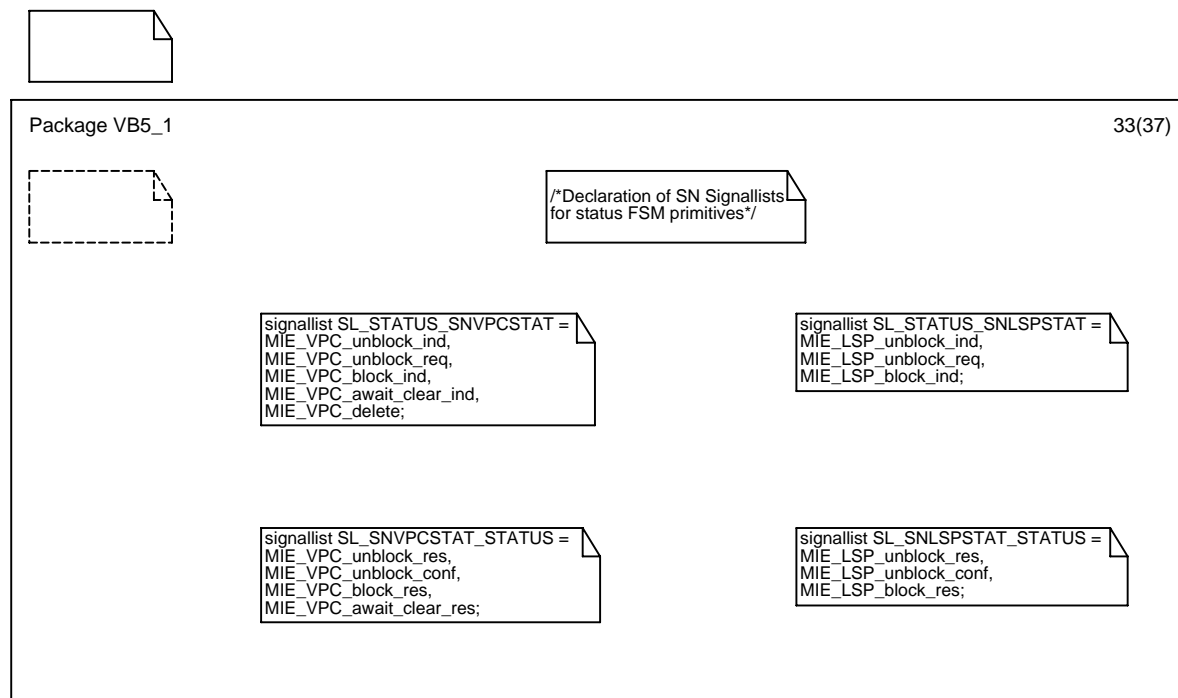 Package VB5_1
33(37)
/*Declaration of SN Signallists
for status FSM primitives*/
signallist SL_STATUS_SNVPCSTAT =
MIE_VPC_unblock_ind,
MIE_VPC_unblock_req,
MIE_VPC_block_ind,
MIE_VPC_await_clear_ind,
MIE_VPC_delete;
signallist SL_STATUS_SNLSPSTAT =
MIE_LSP_unblock_ind,
MIE_LSP_unblock_req,
MIE_LSP_block_ind;
signallist SL_SNVPCSTAT_STATUS =
MIE_VPC_unblock_res,
MIE_VPC_unblock_conf,
MIE_VPC_block_res,
MIE_VPC_await_clear_res;
signallist SL_SNLSPSTAT_STATUS =
MIE_LSP_unblock_res,
MIE_LSP_unblock_conf,
MIE_LSP_block_res;